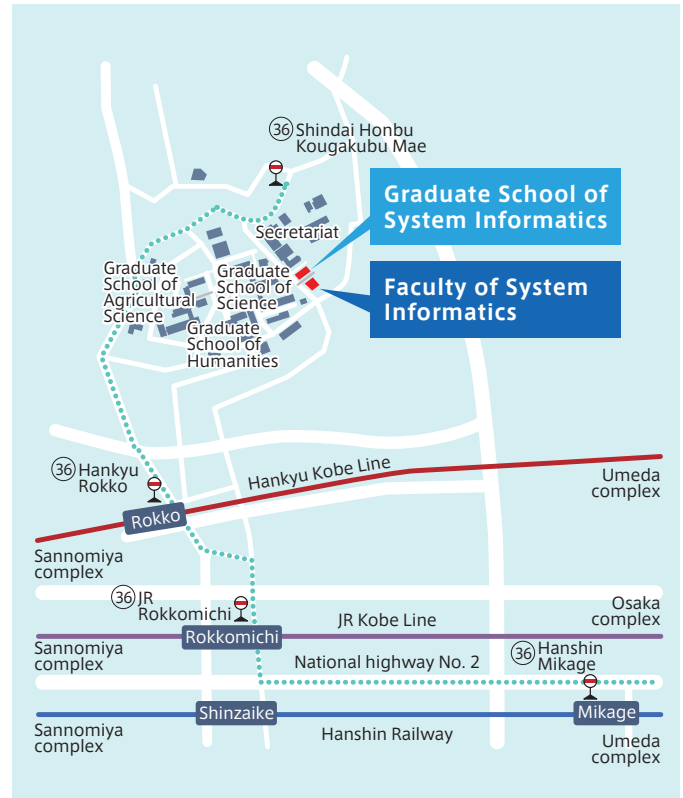 36 Shindai Honbu
Kougakubu Mae
Graduate School of
System Informatics
Secretariat
Graduate
School of
Agricultural
Science
Graduate
School of
Science
Faculty of System
Informatics
Graduate
School of
Humanities
36 Hankyu
Rokko
Hankyu Kobe Line
Umeda
complex
Rokko
Sannomiya
complex
36 JR
Rokkomichi
Osaka
complex
JR Kobe Line
Rokkomichi
Sannomiya
complex
36 Hanshin
Mikage
National highway No. 2
Shinzaike
Mikage
Sannomiya
complex
Hanshin Railway
Umeda
complex